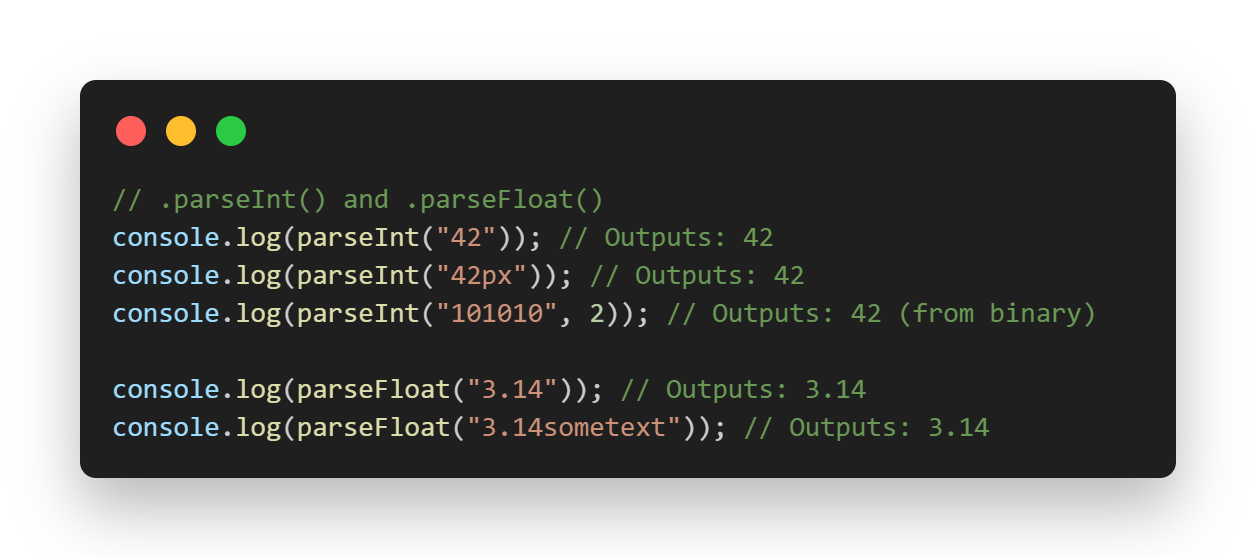 // .parseInt() and .parseFloat()
console.log(parseInt("42")); // Outputs: 42
console.log(parseInt("42px")); // Outputs: 42
console.log(parseInt("101010", 2)); // Outputs: 42 (from binary)
console.log(parseFloat("3.14")); // Outputs: 3.14
console.log(parseFloat("3.14sometext")); // Outputs: 3.14